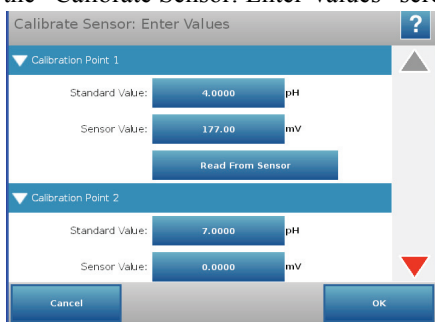 the "Calibrate Sensor: Enter Values" scre
Calibrate Sensor: Enter Values ?
Calibration Point 1
Standard Value: 4.0000 pH
Sensor Value: 177.00 mV
Read From Sensor
Calibration Point 2
Standard Value: 7.0000 pH
Sensor Value: 0.0000 mV
Cancel OK